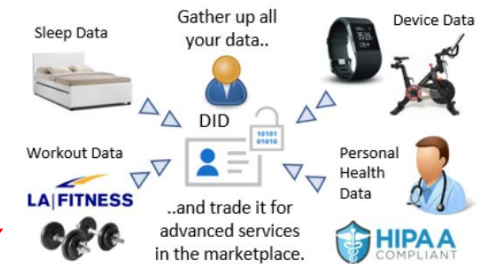 Sleep Data
Gather up all
your data..
Device Data
DID
10101
01010
Workout Data
LA FITNESS
Personal
Health
Data
..and trade it for
advanced services
in the marketplace.
HIPAA
COMPLIANT